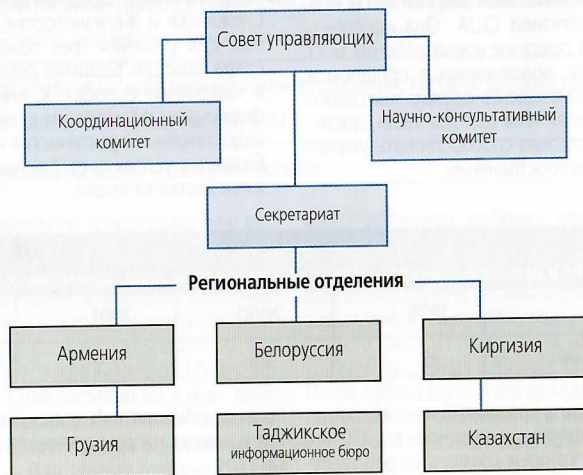 Совет управляющих
Координационный
комитет
Научно-консультативный
комитет
Секретариат
Региональные отделения
Армения
Белоруссия
Киргизия
Грузия
Таджикское
информационное бюро
Казахстан